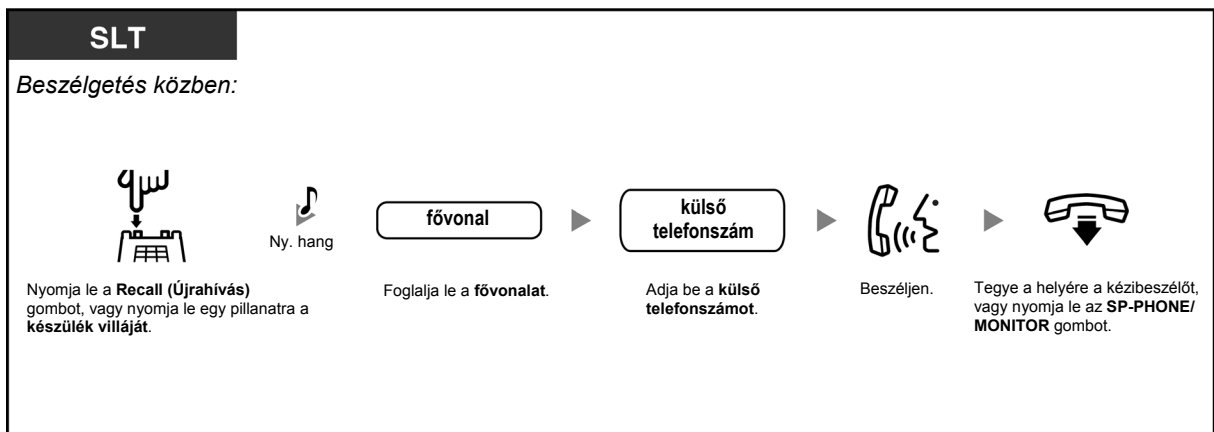 SLT
Beszélgetés közben:
Ny. hang
fővonal
külső
telefonszám
Nyomja le a Recall (Újrahívás)
gombot, vagy nyomja le egy pillanatra a
készülék villáját.
Foglalja le a fővonalat.
Adja be a külső
telefonszámot.
Beszéljen.
Tegye a helyére a kézibeszélőt,
vagy nyomja le az SP-PHONE/
MONITOR gombot.